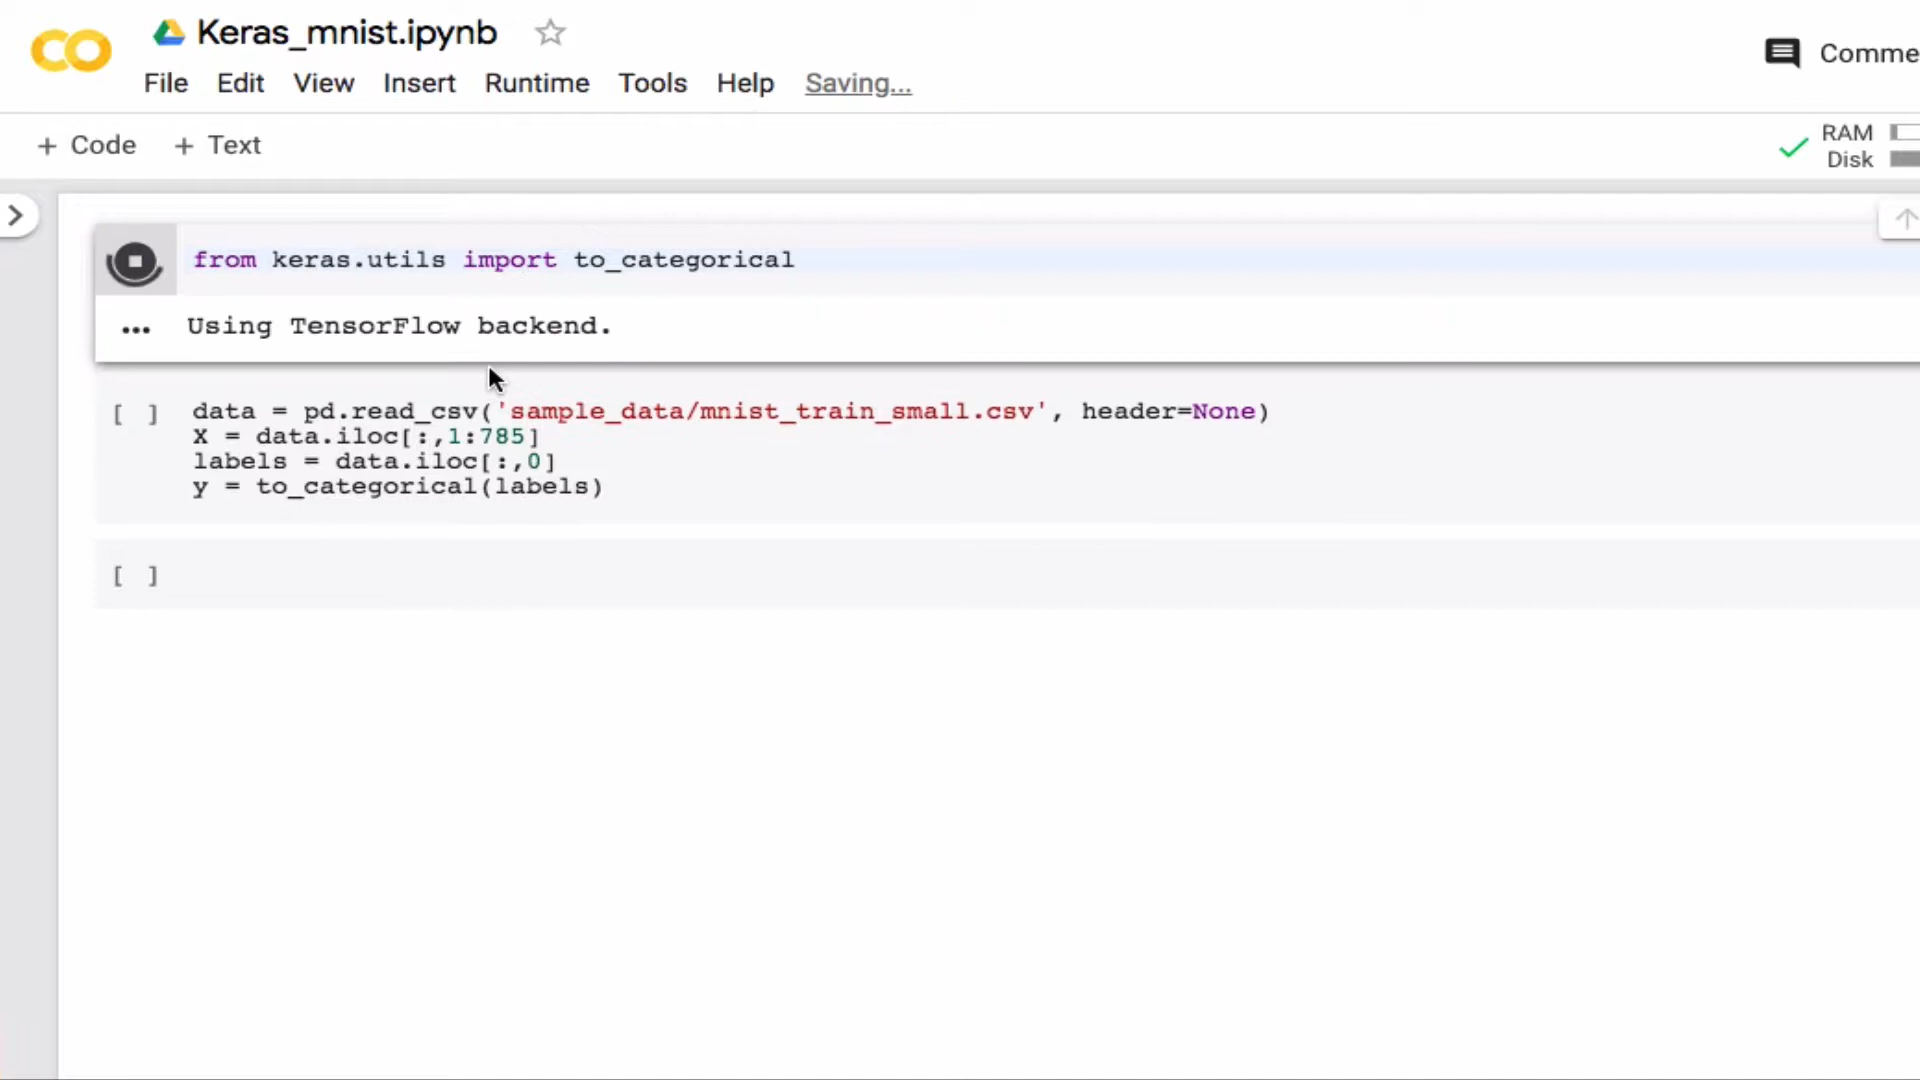 Keras_mnist.ipynb
File Edit View Insert Runtime Tools Help Saving...
Comme
+ Code + Text
RAM
Disk
from keras.utils import to_categorical
... Using TensorFlow backend.
[ ] data = pd.read_csv('sample_data/mnist_train_small.csv', header=None)
X = data.iloc[:,1:785]
labels = data.iloc[:,0]
y = to_categorical(labels)
[ ]